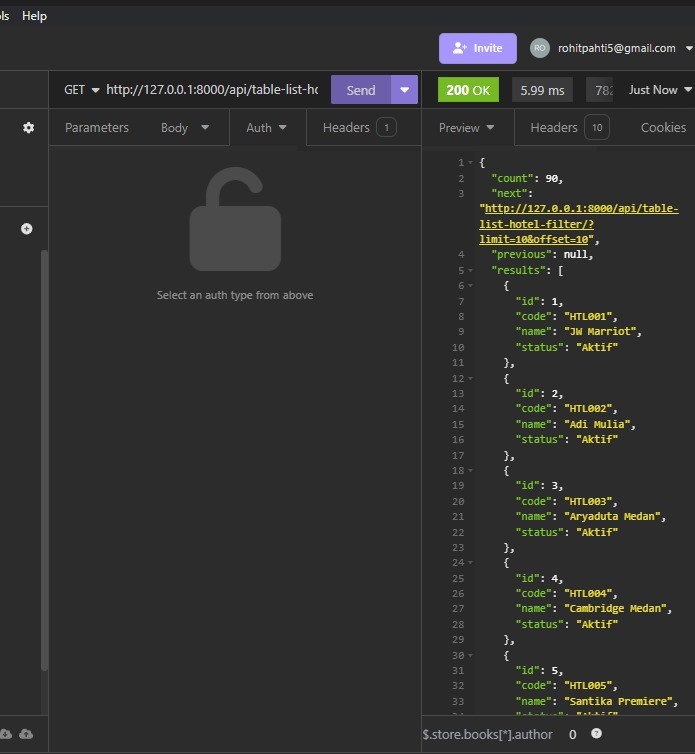 ols Help
Invite
RO rohitpahti5@gmail.com
GET http://127.0.0.1:8000/api/table-list-ho Send
200 OK 5.99 ms 782 Just Now
Parameters Body Auth Headers 1
Preview Headers 10 Cookies
Select an auth type from above
1 {
2 "count": 90,
3 "next":
"http://127.0.0.1:8000/api/table-
list-hotel-filter/?
limit=10&offset=10",
4 "previous": null,
5 "results": [
6 {
7 "id": 1,
8 "code": "HTL001",
9 "name": "JW Marriot",
10 "status": "Aktif"
11 },
12 {
13 "id": 2,
14 "code": "HTL002",
15 "name": "Adi Mulia",
16 "status": "Aktif"
17 },
18 {
19 "id": 3,
20 "code": "HTL003",
21 "name": "Aryaduta Medan",
22 "status": "Aktif"
23 },
24 {
25 "id": 4,
26 "code": "HTL004",
27 "name": "Cambridge Medan",
28 "status": "Aktif"
29 },
30 {
31 "id": 5,
32 "code": "HTL005",
33 "name": "Santika Premiere",
$.store.books[*].author 0 ?